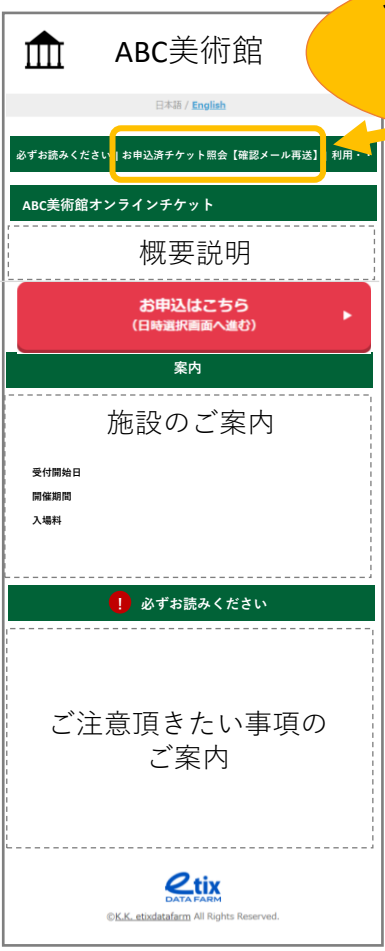 ABC美術館
日本語 / English
必ずお読みください | お申込済チケット照会【確認メール再送】 | 利用・
ABC美術館オンラインチケット
概要説明
お申込はこちら
(日時選択画面へ進む)
案内
施設のご案内
受付開始日
開催期間
入場料
! 必ずお読みください
ご注意頂きたい事項の
ご案内
etix
DATA FARM
©K.K. etixdatafarm All Rights Reserved.